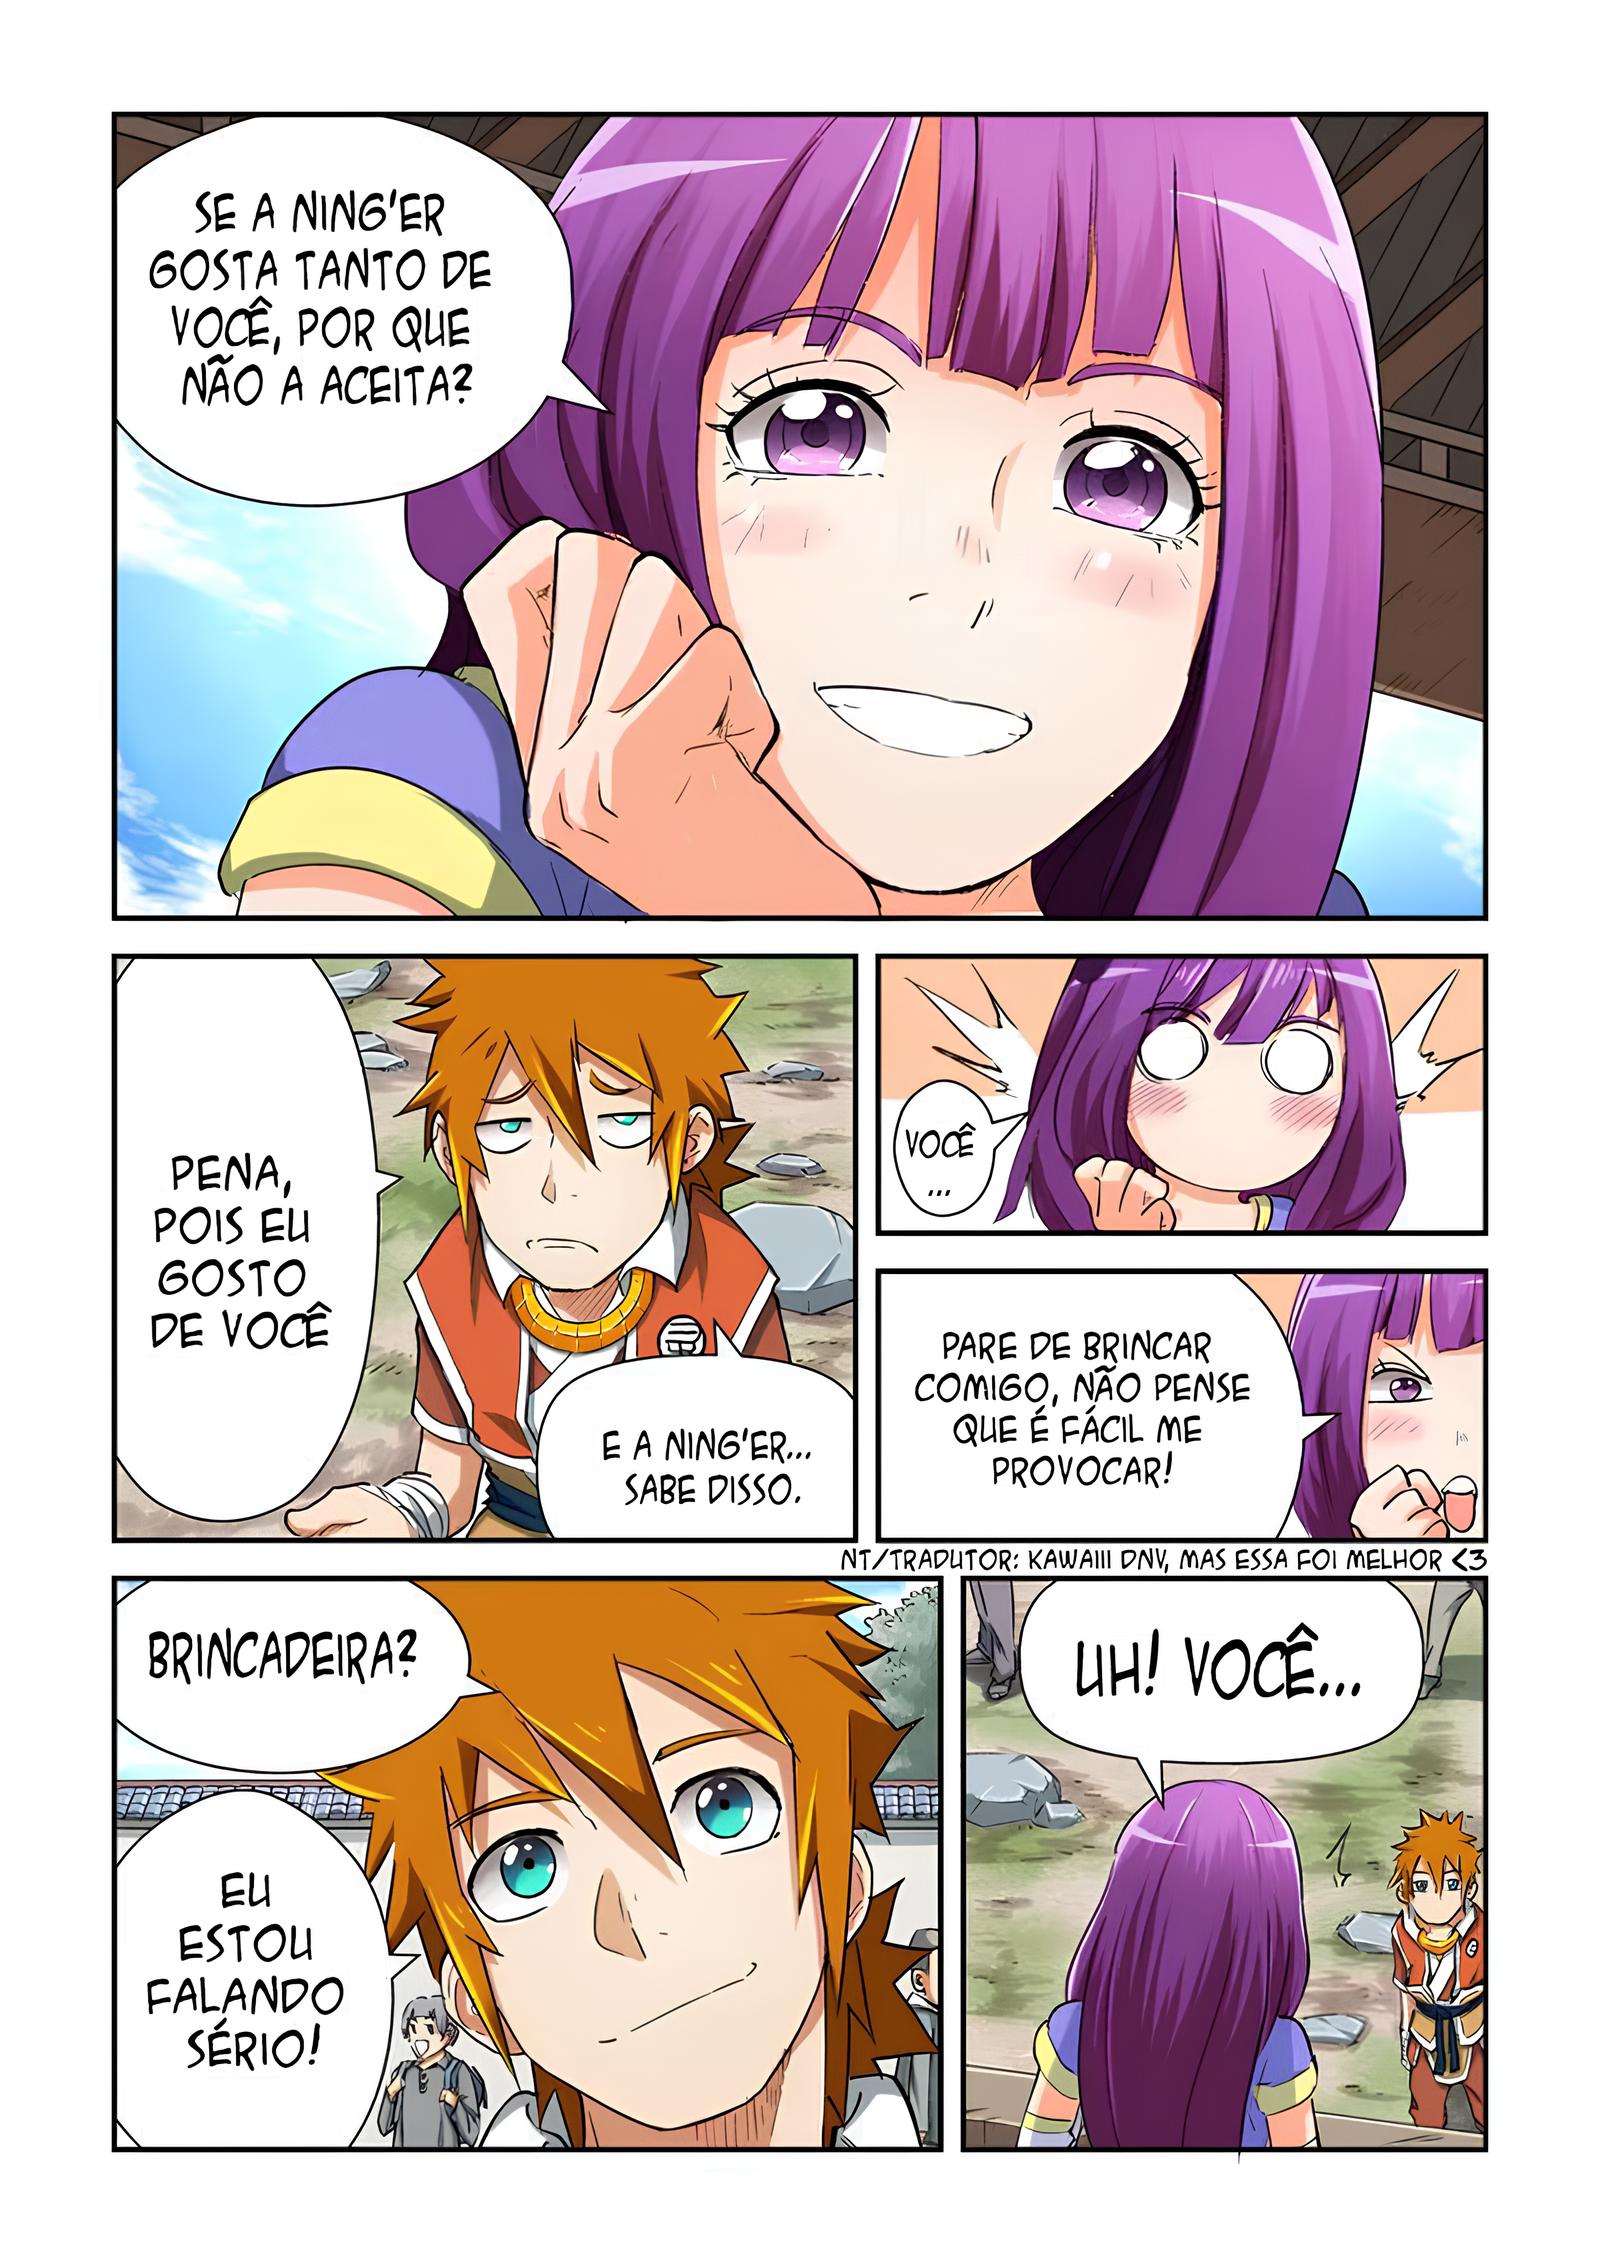 SE A NING'ER
GOSTA TANTO DE
VOCÊ, POR QUE
NÃO A ACEITA?
PENA,
POIS EU
GOSTO
DE VOCÊ
E A NING'ER...
SABE DISSO.
VOCÊ
...
PARE DE BRINCAR
COMIGO, NÃO PENSE
QUE É FÁCIL ME
PROVOCAR!
NT/TRADUTOR: KAWAIII DNV, MAS ESSA FOI MELHOR <3
BRINCADEIRA?
EU
ESTOU
FALANDO
SÉRIO!
UH! VOCÊ...